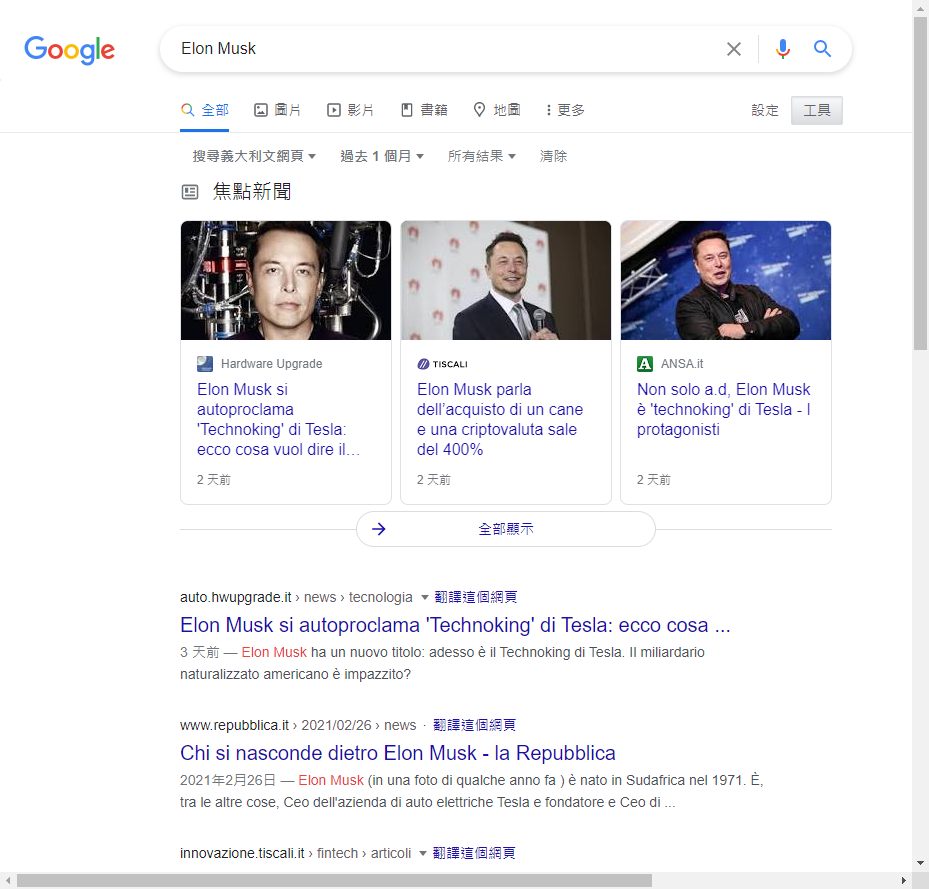 Google
Elon Musk
全部
圖片
影片
書籍
地圖
更多
設定
工具
搜尋義大利文網頁
過去 1 個月
所有結果
清除
焦點新聞
Hardware Upgrade
Elon Musk si
autoproclama
'Technoking' di Tesla:
ecco cosa vuol dire il…
2 天前
TISCALI
Elon Musk parla
dell’acquisto di un cane
e una criptovaluta sale
del 400%
2 天前
ANSA.it
Non solo a.d, Elon Musk
è 'technoking' di Tesla - I
protagonisti
2 天前
全部顯示
auto.hwupgrade.it › news › tecnologia 翻譯這個網頁
Elon Musk si autoproclama 'Technoking' di Tesla: ecco cosa ...
3 天前 — Elon Musk ha un nuovo titolo: adesso è il Technoking di Tesla. Il miliardario
naturalizzato americano è impazzito?
www.repubblica.it › 2021/02/26 › news · 翻譯這個網頁
Chi si nasconde dietro Elon Musk - la Repubblica
2021年2月26日 — Elon Musk (in una foto di qualche anno fa ) è nato in Sudafrica nel 1971. È,
tra le altre cose, Ceo dell'azienda di auto elettriche Tesla e fondatore e Ceo di ...
innovazione.tiscali.it › fintech › articoli 翻譯這個網頁